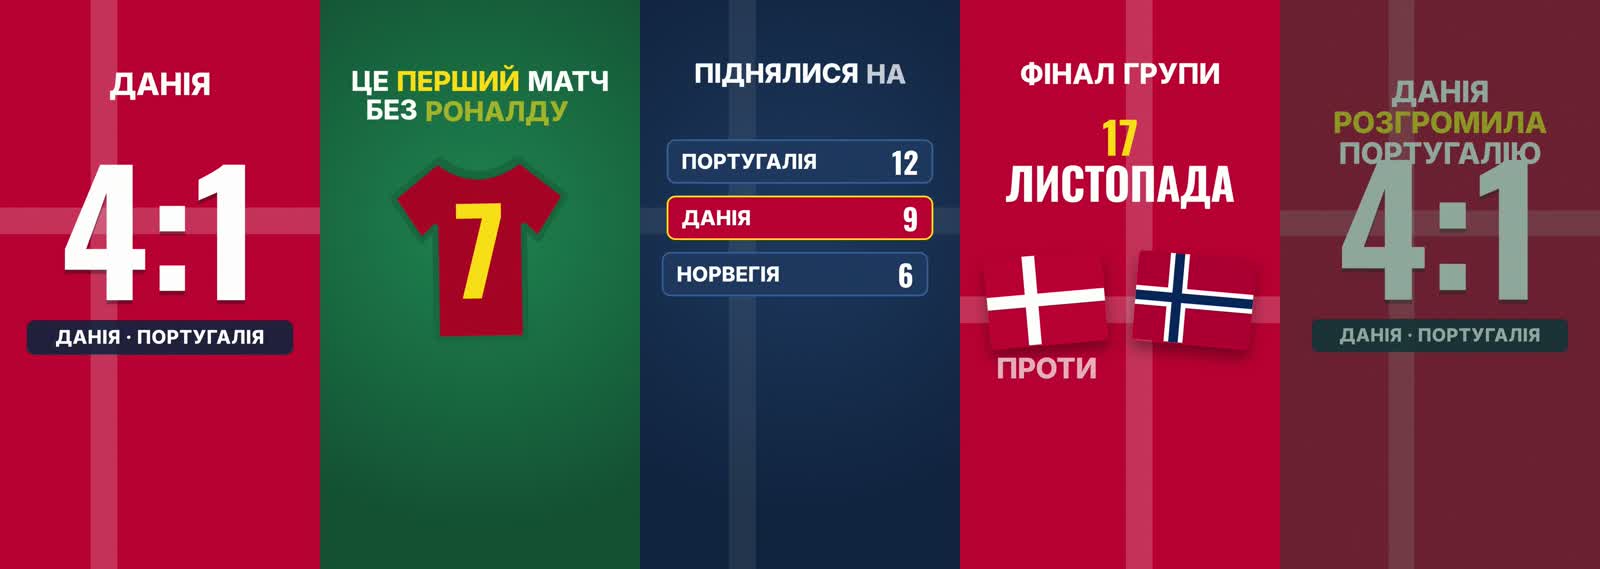 ДАНІЯ
4:1
ДАНІЯ · ПОРТУГАЛІЯ
ЦЕ ПЕРШИЙ МАТЧ
БЕЗ РОНАЛДУ
7
ПІДНЯЛИСЯ НА
ПОРТУГАЛІЯ 12
ДАНІЯ 9
НОРВЕГІЯ 6
ФІНАЛ ГРУПИ
17
ЛИСТОПАДА
ПРОТИ
ДАНІЯ
РОЗГРОМИЛА
ПОРТУГАЛІЮ
4:1
ДАНІЯ · ПОРТУГАЛІЯ